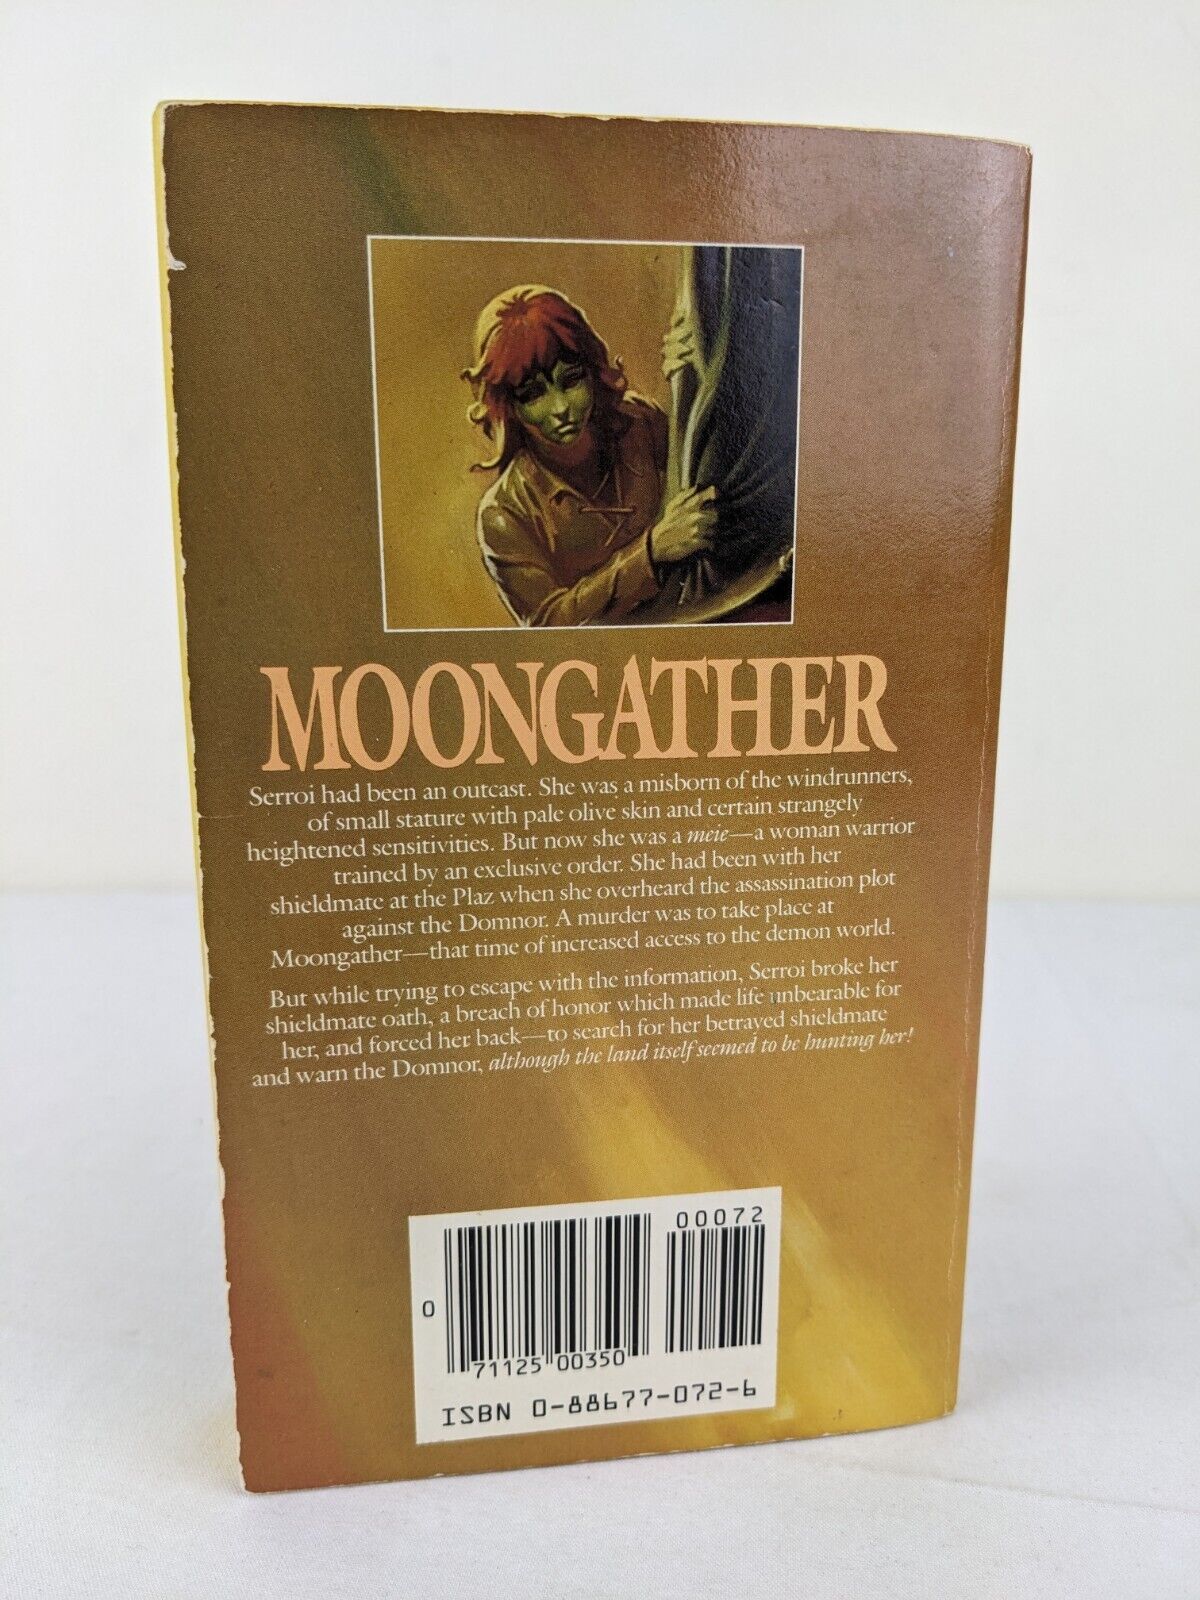 MOONGATHER
Serroi had been an outcast. She was a misborn of the windrunners,
of small stature with pale olive skin and certain strangely
heightened sensitivities. But now she was a meie—a woman warrior
trained by an exclusive order. She had been with her
shieldmate at the Plaz when she overheard the assassination plot
against the Domnor. A murder was to take place at
Moongather—that time of increased access to the demon world.
But while trying to escape with the information, Serroi broke her
shieldmate oath, a breach of honor which made life unbearable for
her, and forced her back—to search for her betrayed shieldmate
and warn the Domnor, although the land itself seemed to be hunting her!
00072
0 71125 00350
ISBN 0-88677-072-6